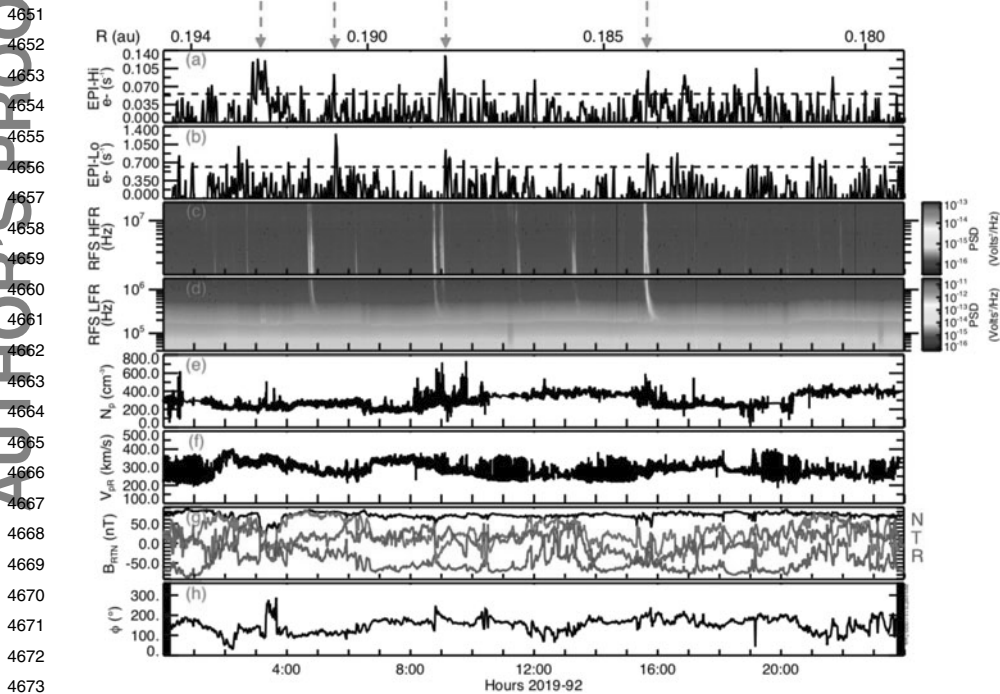 AUTHOR'S PROO
4651
4652
4653
4654
4655
4656
4657
4658
4659
4660
4661
4662
4663
4664
4665
4666
4667
4668
4669
4670
4671
4672
4673
R (au) 0.194 0.190 0.185 0.180
(a)
EPI-Hi
e- (s⁻¹)
0.140
0.105
0.070
0.035
0.000
(b)
EPI-Lo
e- (s⁻¹)
1.400
1.050
0.700
0.350
0.000
(c)
RFS HFR
(Hz)
10⁷
10⁻¹³
10⁻¹⁴
10⁻¹⁵
10⁻¹⁶
PSD
(Volts²/Hz)
(d)
RFS LFR
(Hz)
10⁶
10⁵
10⁻¹¹
10⁻¹²
10⁻¹³
10⁻¹⁴
10⁻¹⁵
10⁻¹⁶
PSD
(Volts²/Hz)
(e)
Nₚ (cm⁻³)
800.0
600.0
400.0
200.0
0.0
(f)
VₚR (km/s)
500.0
400.0
300.0
200.0
100.0
(g)
B_RTN (nT)
50.0
0.0
-50.0
N
T
R
(h)
ϕ (°)
300.
200.
100.
0.
4:00 8:00 12:00 16:00 20:00
Hours 2019-92